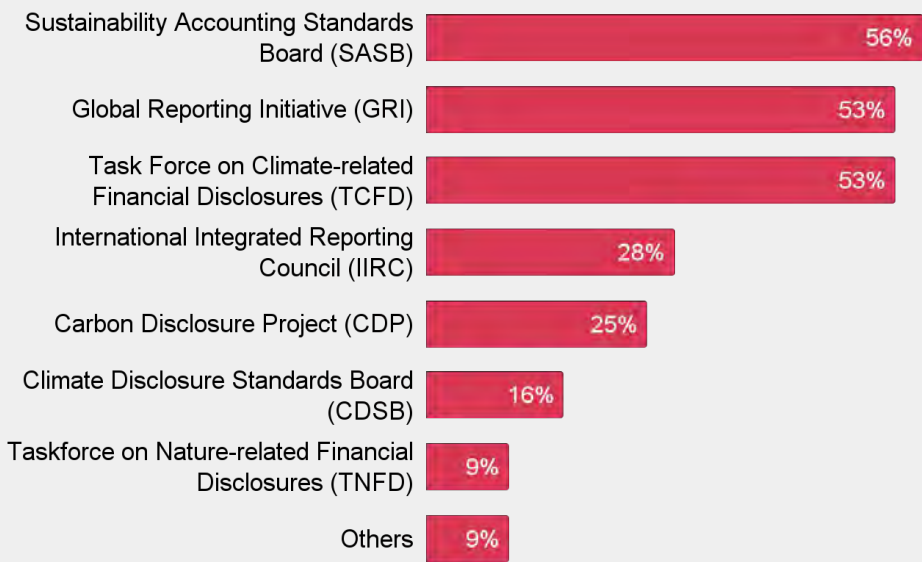 Sustainability Accounting Standards
Board (SASB)
56%
Global Reporting Initiative (GRI)
53%
Task Force on Climate-related
Financial Disclosures (TCFD)
53%
International Integrated Reporting
Council (IIRC)
28%
Carbon Disclosure Project (CDP)
25%
Climate Disclosure Standards Board
(CDSB)
16%
Taskforce on Nature-related Financial
Disclosures (TNFD)
9%
Others
9%